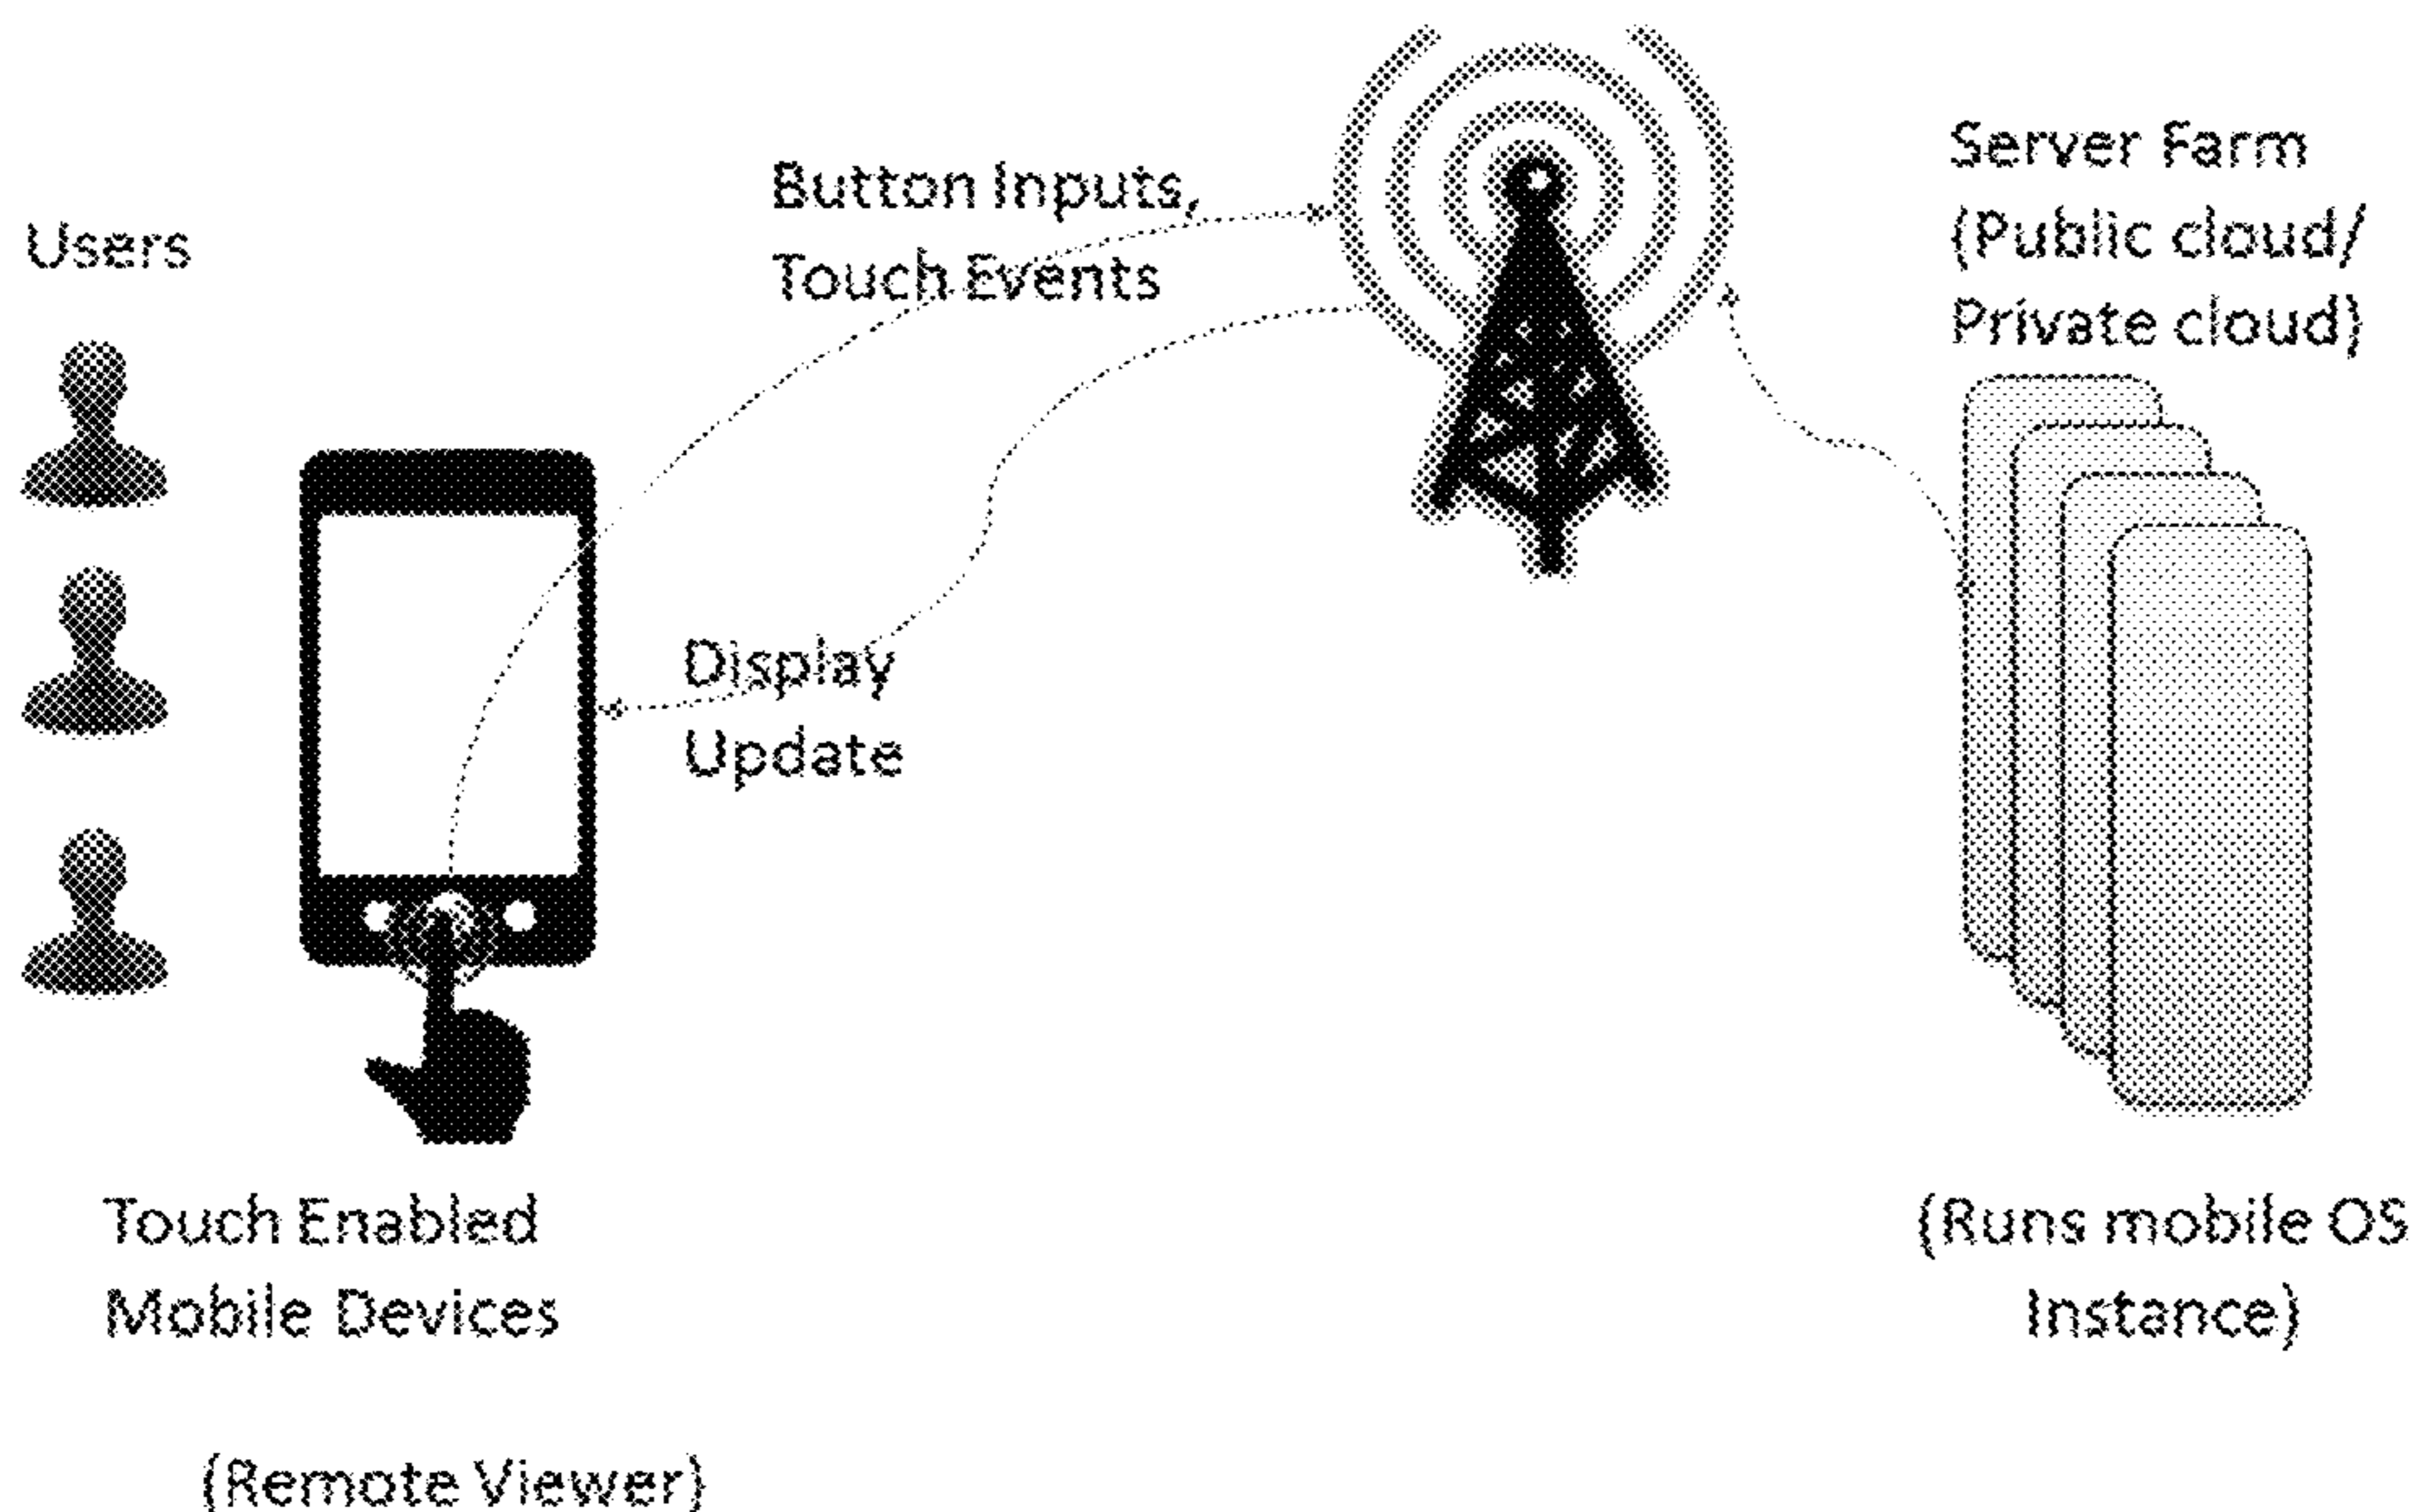 Users
Button Inputs,
Touch Events
Server Farm
(Public cloud/
Private cloud)
Display
Update
Touch Enabled
Mobile Devices
(Remote Viewer)
(Runs mobile OS
Instance)